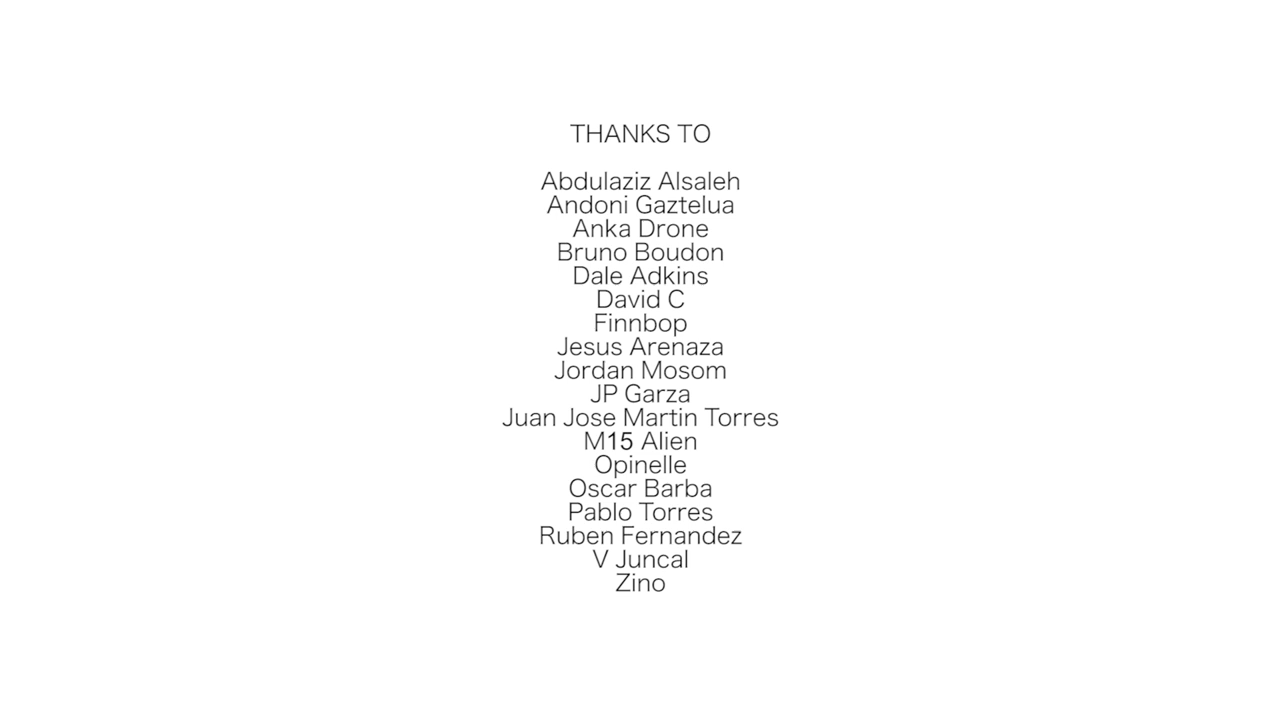 THANKS TO
Abdulaziz Alsaleh
Andoni Gaztelua
Anka Drone
Bruno Boudon
Dale Adkins
David C
Finnbop
Jesus Arenaza
Jordan Mosom
JP Garza
Juan Jose Martin Torres
M15 Alien
Opinelle
Oscar Barba
Pablo Torres
Ruben Fernandez
V Juncal
Zino